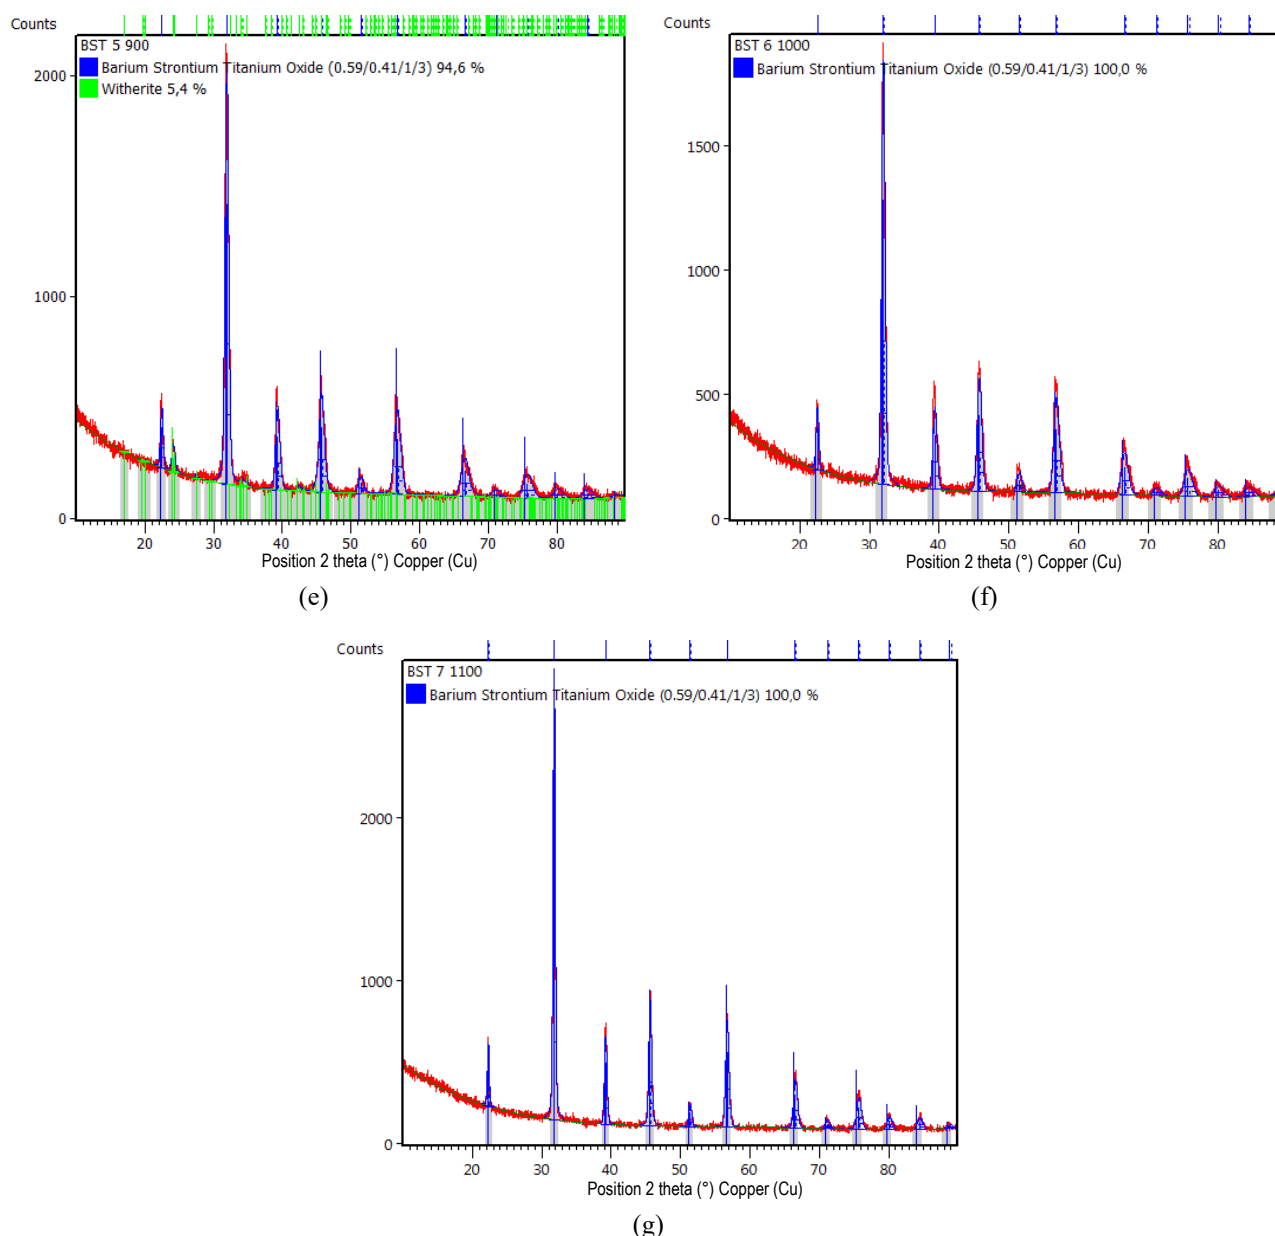 Counts
BST 5 900
Barium Strontium Titanium Oxide (0.59/0.41/1/3) 94,6 %
Witherite 5,4 %
2000
1000
0
20 30 40 50 60 70 80
Position 2 theta (°) Copper (Cu)
(e)
Counts
BST 6 1000
Barium Strontium Titanium Oxide (0.59/0.41/1/3) 100,0 %
1500
1000
500
0
20 30 40 50 60 70 80
Position 2 theta (°) Copper (Cu)
(f)
Counts
BST 7 1100
Barium Strontium Titanium Oxide (0.59/0.41/1/3) 100,0 %
2000
1000
0
20 30 40 50 60 70 80
Position 2 theta (°) Copper (Cu)
(g)